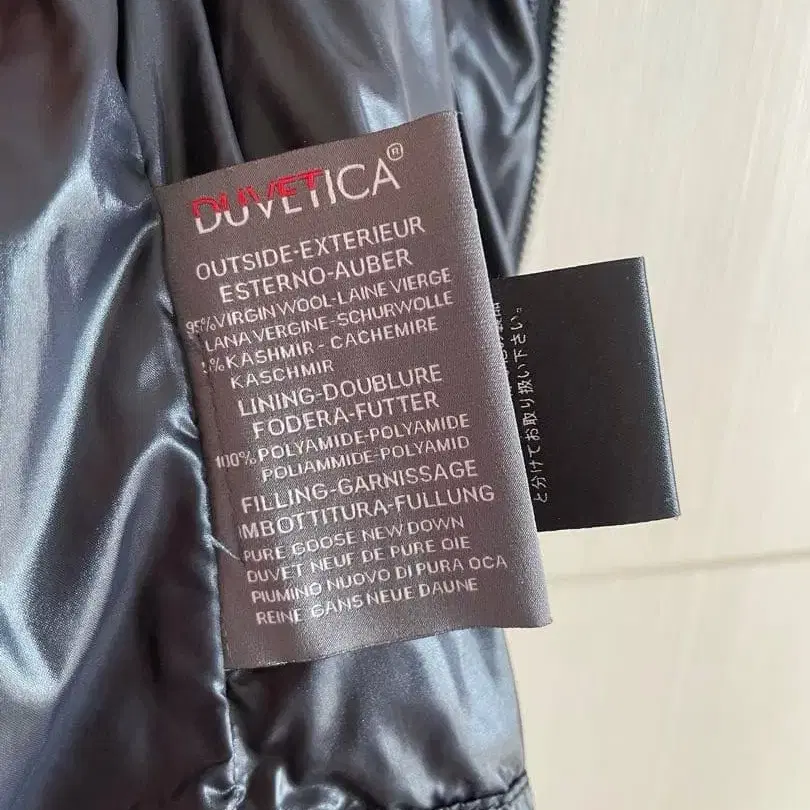 DUVETICA®
OUTSIDE-EXTERIEUR
ESTERNO-AUBER
95% VIRGIN WOOL-LAINE VIERGE
LANA VERGINE-SCHURWOLLE
% KASHMIR - CACHEMIRE
KASCHMIR
LINING-DOUBLURE
FODERA-FUTTER
100% POLYAMIDE-POLYAMIDE
POLIAMMIDE-POLYAMID
FILLING-GARNISSAGE
IMBOTTITURA-FULLUNG
PURE GOOSE NEW DOWN
DUVET NEUF DE PURE OIE
PIUMINO NUOVO DI PURA OCA
REINE GANS NEUE DAUNE
と分けてお取り扱い下さい。